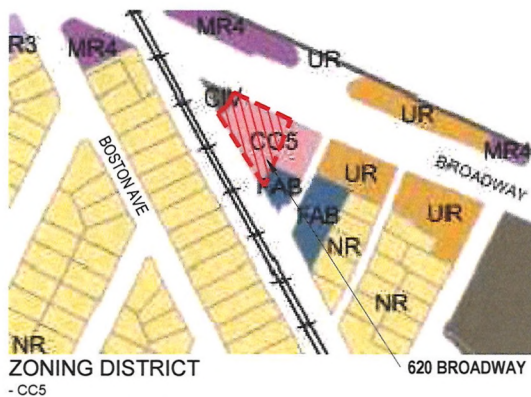 R3
MR4
MR4
UR
UR
MR4
CIV
CC5
BOSTON AVE
BROADWAY
FAB
UR
FAB
UR
NR
NR
NR
ZONING DISTRICT
620 BROADWAY
- CC5